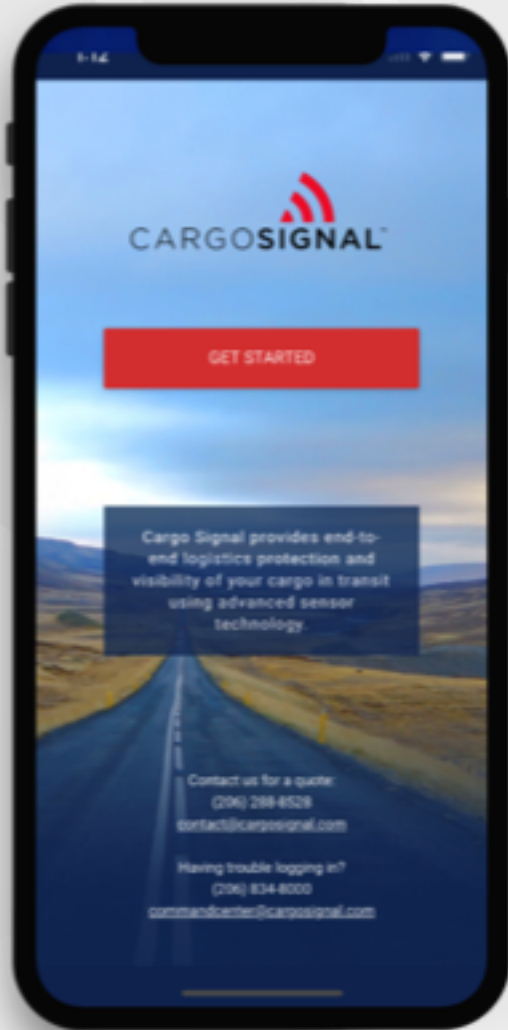 CARGOSIGNAL™
GET STARTED
Cargo Signal provides end-to-
end logistics protection and
visibility of your cargo in transit
using advanced sensor
technology.
Contact us for a quote:
(206) 288-8528
contact@cargosignal.com
Having trouble logging in?
(206) 834-8000
commandcenter@cargosignal.com